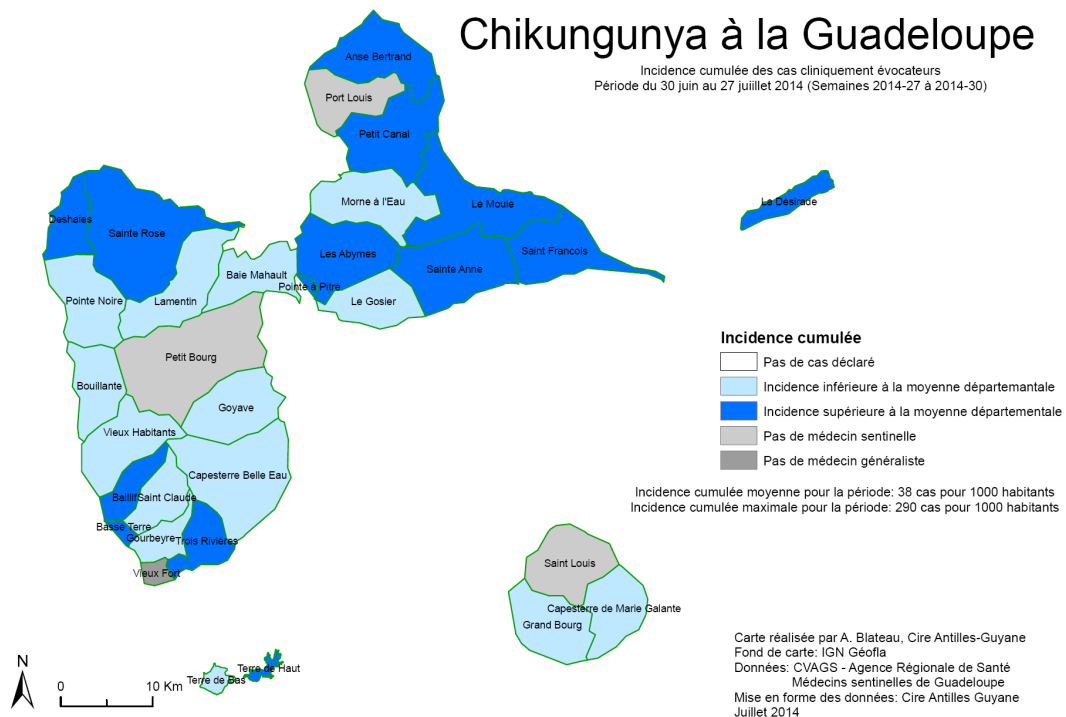 Chikungunya à la Guadeloupe
Incidence cumulée des cas cliniquement évocateurs
Période du 30 juin au 27 juiillet 2014 (Semaines 2014-27 à 2014-30)
Anse Bertrand
Port Louis
Petit Canal
Morne à l'Eau
Le Moule
La Désirade
Deshaies
Sainte Rose
Les Abymes
Saint Francois
Sainte Anne
Baie Mahault
Pointe à Pitre
Pointe Noire
Lamentin
Le Gosier
Petit Bourg
Bouillante
Goyave
Vieux Habitants
Capesterre Belle Eau
Baillif
Saint Claude
Basse Terre
Gourbeyre
Trois Rivières
Vieux Fort
Saint Louis
Capesterre de Marie Galante
Grand Bourg
Terre de Haut
Terre de Bas
Incidence cumulée
Pas de cas déclaré
Incidence inférieure à la moyenne départemantale
Incidence supérieure à la moyenne départementale
Pas de médecin sentinelle
Pas de médecin généraliste
Incidence cumulée moyenne pour la période: 38 cas pour 1000 habitants
Incidence cumulée maximale pour la période: 290 cas pour 1000 habitants
N
0 10 Km
Carte réalisée par A. Blateau, Cire Antilles-Guyane
Fond de carte: IGN Géofla
Données: CVAGS - Agence Régionale de Santé
Médecins sentinelles de Guadeloupe
Mise en forme des données: Cire Antilles Guyane
Juillet 2014